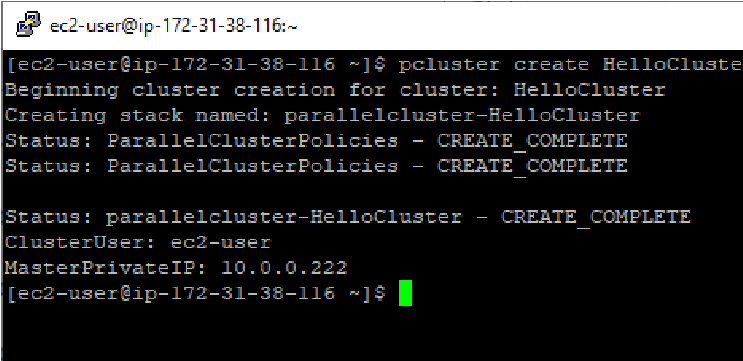 ec2-user@ip-172-31-38-116:~
[ec2-user@ip-172-31-38-116 ~]$ pcluster create HelloCluste
Beginning cluster creation for cluster: HelloCluster
Creating stack named: parallelcluster-HelloCluster
Status: ParallelClusterPolicies - CREATE_COMPLETE
Status: ParallelClusterPolicies - CREATE_COMPLETE
Status: parallelcluster-HelloCluster - CREATE_COMPLETE
ClusterUser: ec2-user
MasterPrivateIP: 10.0.0.222
[ec2-user@ip-172-31-38-116 ~]$